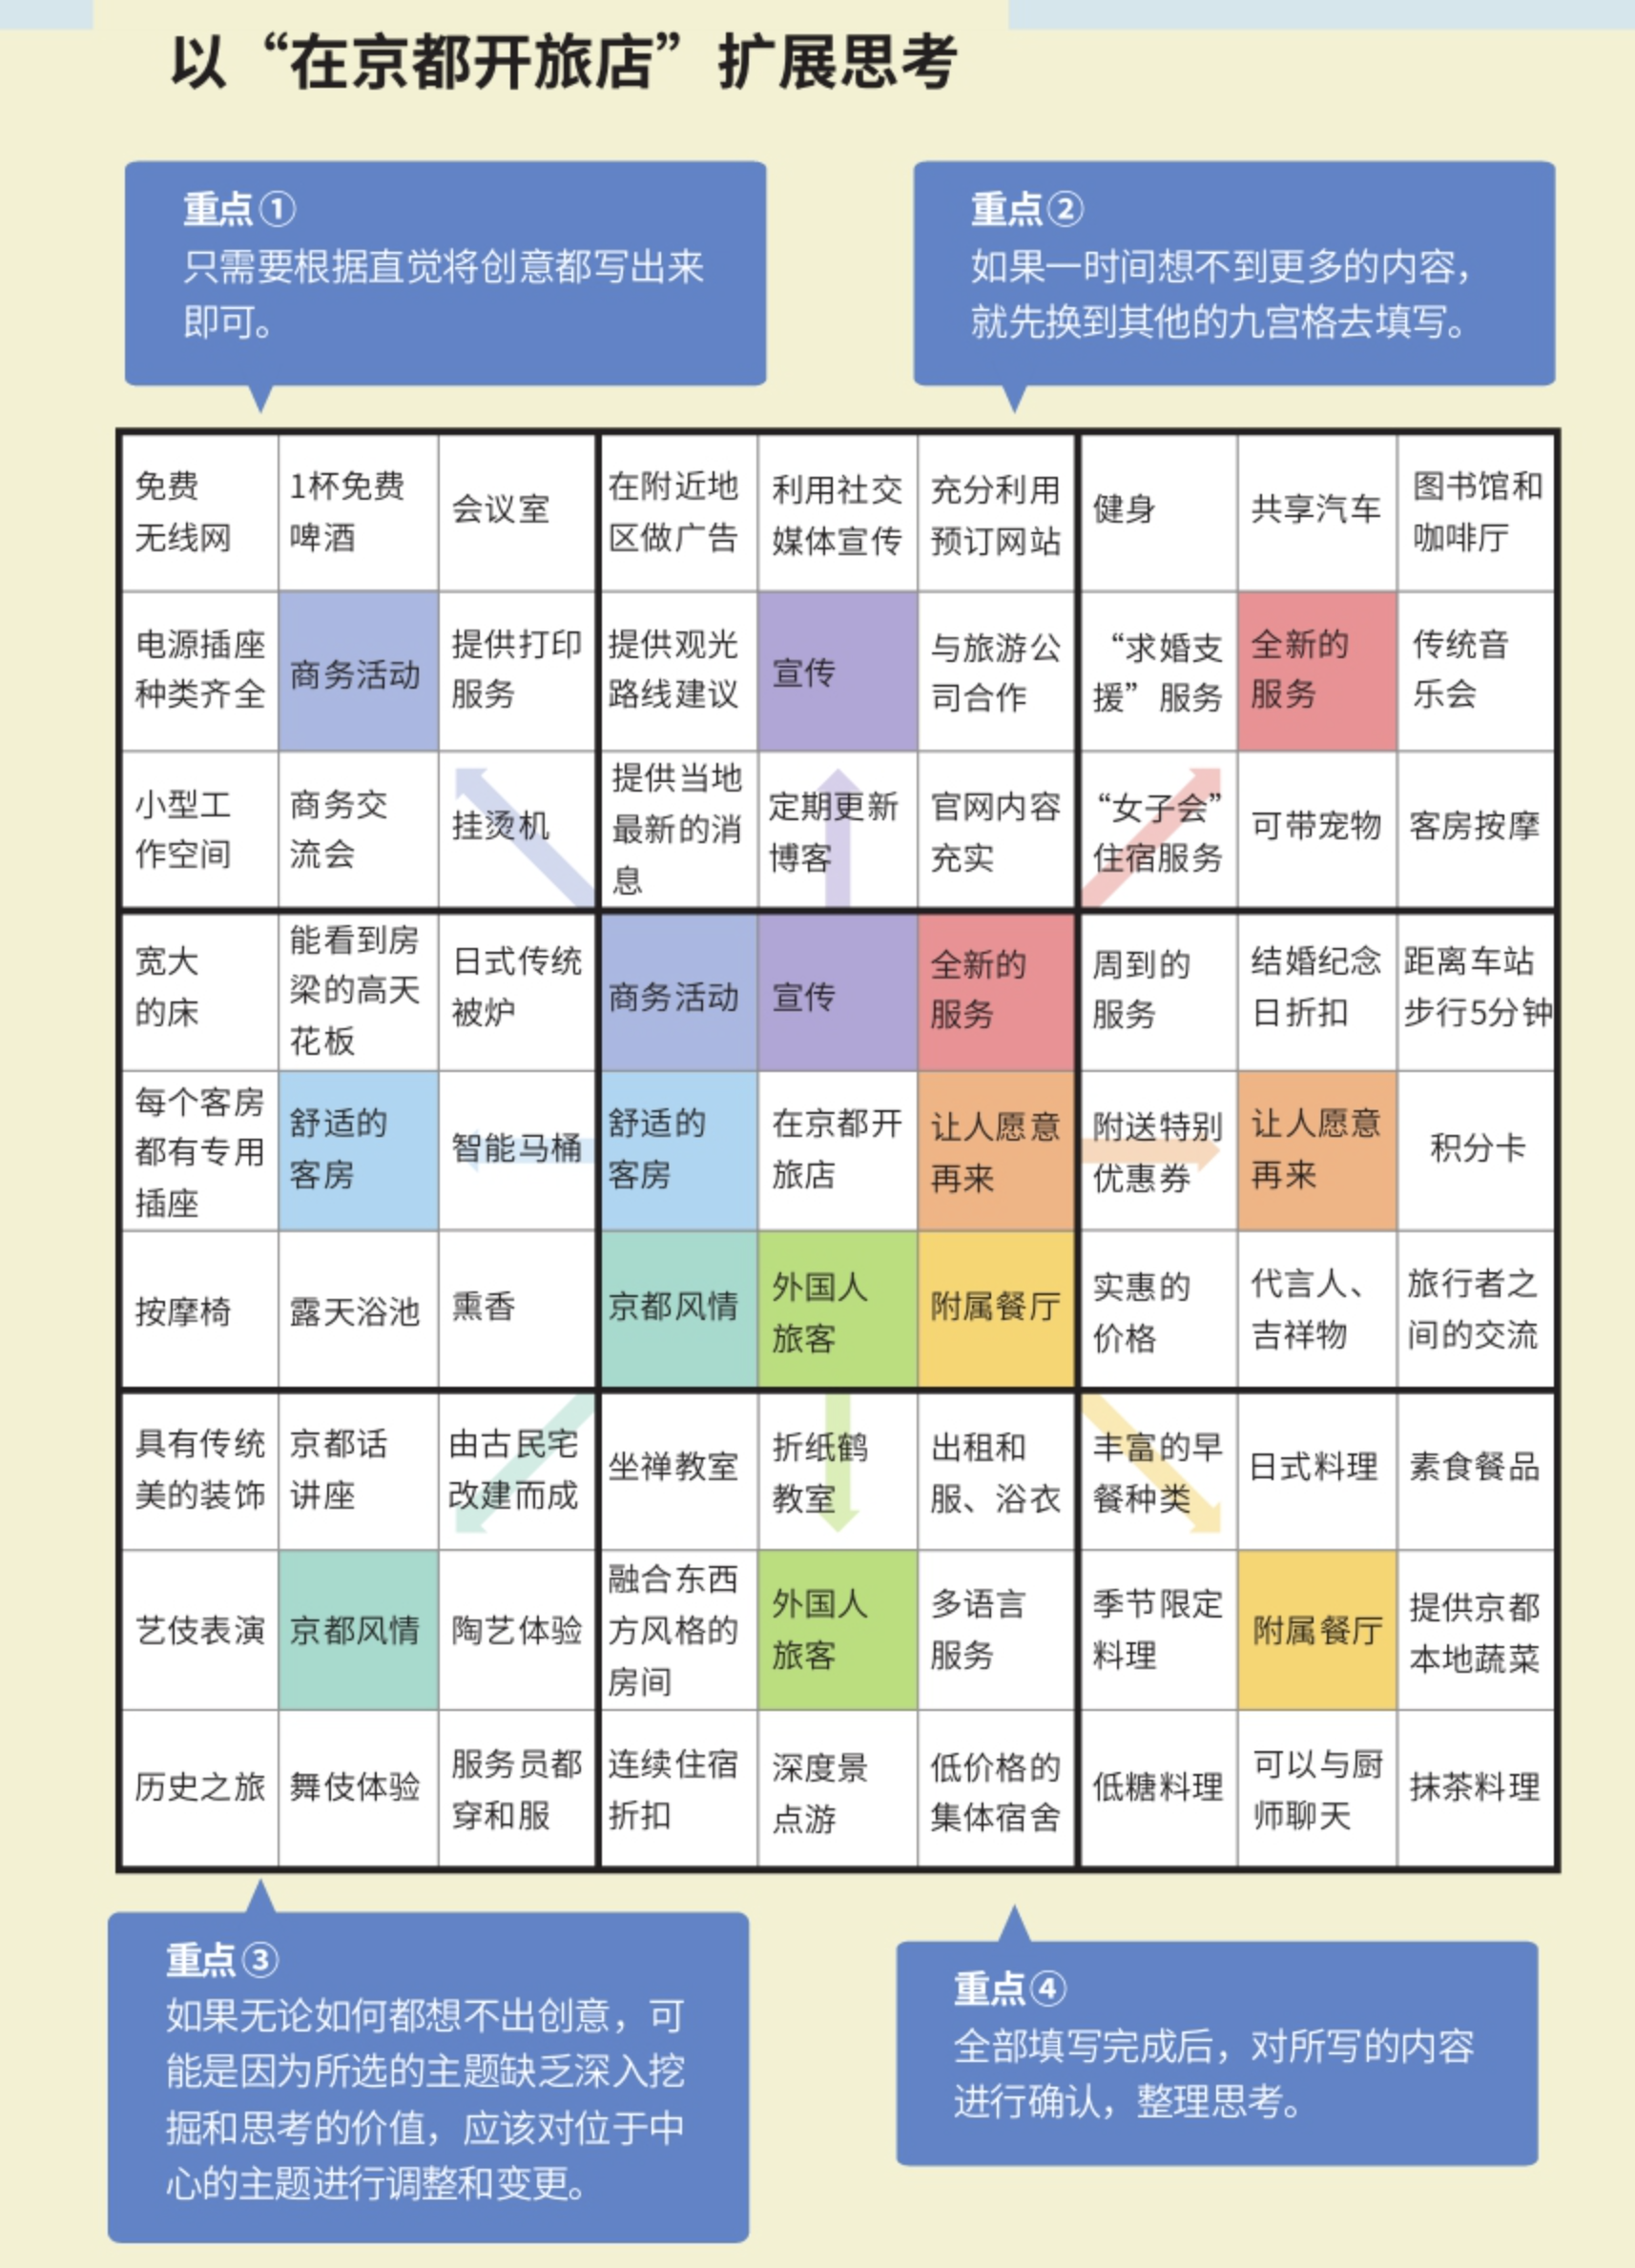 以“在京都开旅店”扩展思考
重点①
只需要根据直觉将创意都写出来
即可。
重点②
如果一时间想不到更多的内容，
就先换到其他的九宫格去填写。
免费
无线网
1杯免费
啤酒
会议室
在附近地
区做广告
利用社交
媒体宣传
充分利用
预订网站
健身
共享汽车
图书馆和
咖啡厅
电源插座
种类齐全
商务活动
提供打印
服务
提供观光
路线建议
宣传
与旅游公
司合作
“求婚支
援”服务
全新的
服务
传统音
乐会
小型工
作空间
商务交
流会
挂烫机
提供当地
最新的消
息
定期更新
博客
官网内容
充实
“女子会”
住宿服务
可带宠物
客房按摩
宽大
的床
能看到房
梁的高天
花板
日式传统
被炉
商务活动
宣传
全新的
服务
周到的
服务
结婚纪念
日折扣
距离车站
步行5分钟
每个客房
都有专用
插座
舒适的
客房
智能马桶
舒适的
客房
在京都开
旅店
让人愿意
再来
附送特别
优惠券
让人愿意
再来
积分卡
按摩椅
露天浴池
熏香
京都风情
外国人
旅客
附属餐厅
实惠的
价格
代言人、
吉祥物
旅行者之
间的交流
具有传统
美的装饰
京都话
讲座
由古民宅
改建而成
坐禅教室
折纸鹤
教室
出租和
服、浴衣
丰富的早
餐种类
日式料理
素食餐品
艺伎表演
京都风情
陶艺体验
融合东西
方风格的
房间
外国人
旅客
多语言
服务
季节限定
料理
附属餐厅
提供京都
本地蔬菜
历史之旅
舞伎体验
服务员都
穿和服
连续住宿
折扣
深度景
点游
低价格的
集体宿舍
低糖料理
可以与厨
师聊天
抹茶料理
重点③
如果无论如何都想不出创意，可
能是因为所选的主题缺乏深入挖
掘和思考的价值，应该对位于中
心的主题进行调整和变更。
重点④
全部填写完成后，对所写的内容
进行确认，整理思考。